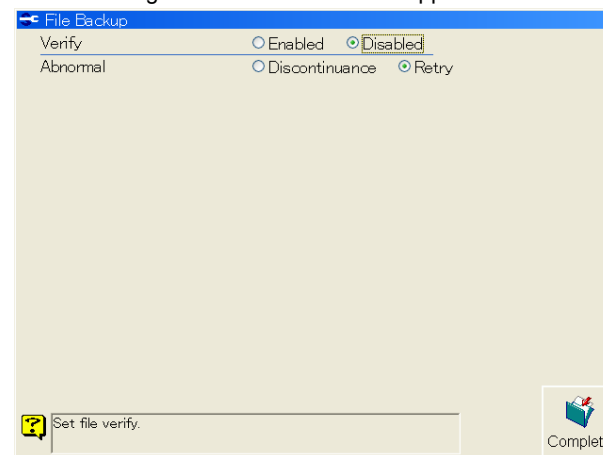 File Backup
Verify Enabled Disabled
Abnormal Discontinuance Retry
Set file verify.
Complet